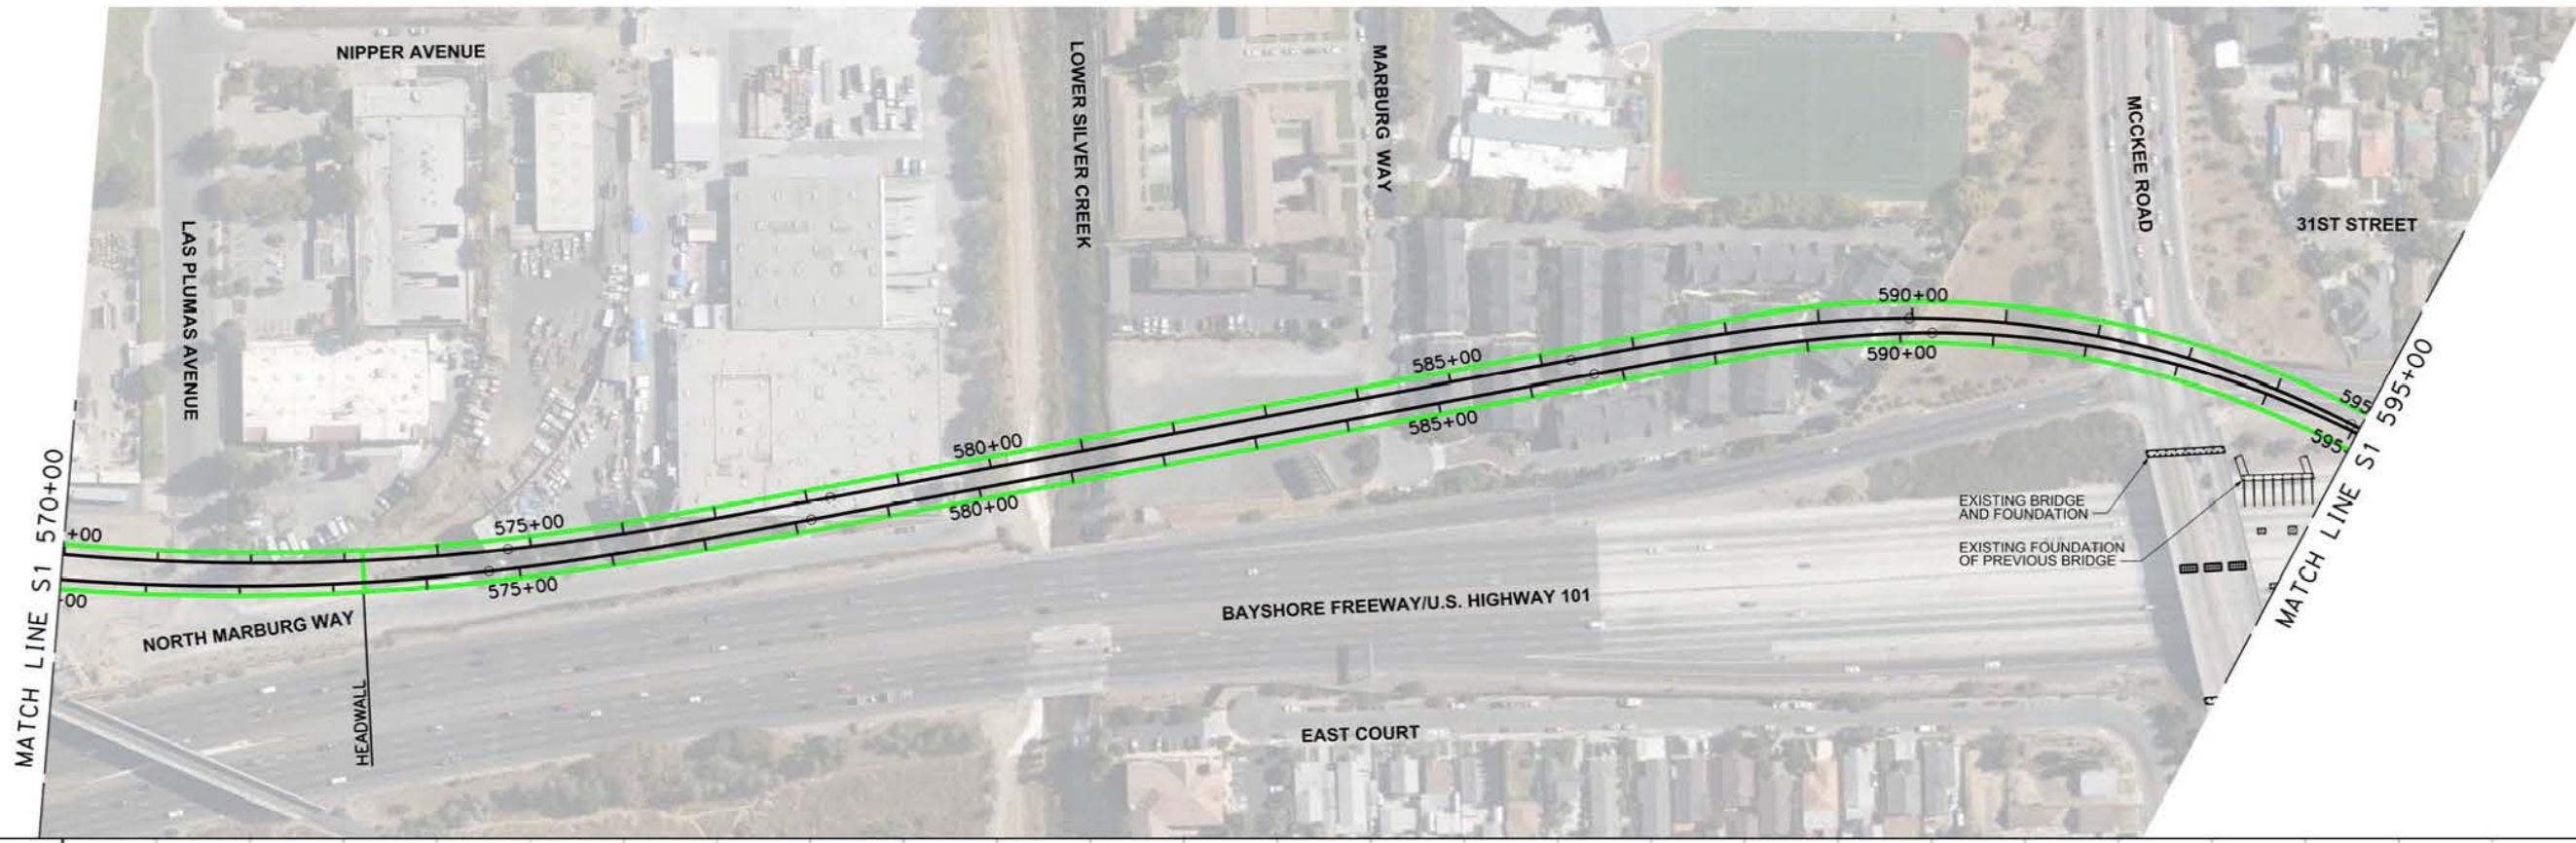 NIPPER AVENUE
LAS PLUMAS AVENUE
LOWER SILVER CREEK
MARBURG WAY
MCCKEE ROAD
31ST STREET
MATCH LINE S1 570+00
+00
00
575+00
575+00
580+00
580+00
585+00
585+00
590+00
590+00
595
595
MATCH LINE S1 595+00
NORTH MARBURG WAY
HEADWALL
BAYSHORE FREEWAY/U.S. HIGHWAY 101
EXISTING BRIDGE
AND FOUNDATION
EXISTING FOUNDATION
OF PREVIOUS BRIDGE
EAST COURT